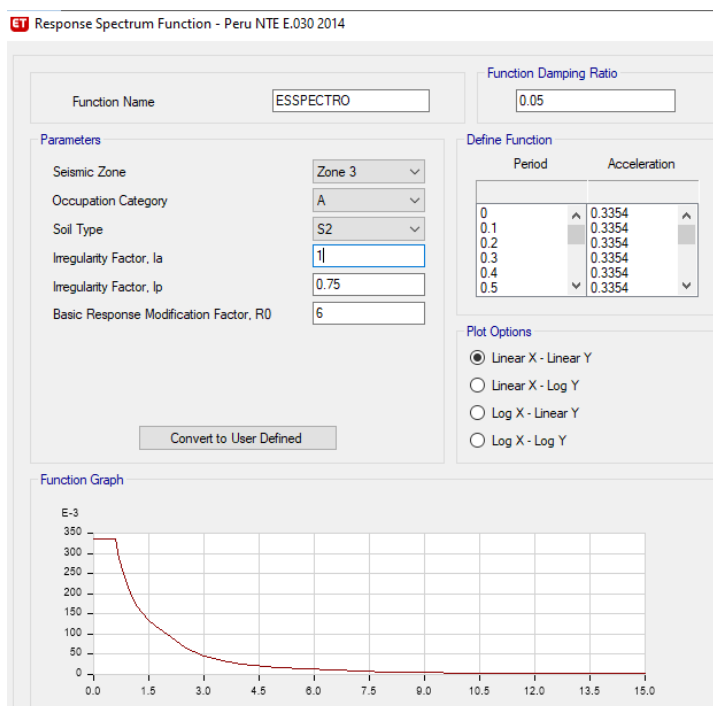 ET Response Spectrum Function - Peru NTE E.030 2014
Function Damping Ratio
Function Name ESSPECTRO 0.05
Parameters
Seismic Zone Zone 3
Occupation Category A
Soil Type S2
Irregularity Factor, Ia 1
Irregularity Factor, Ip 0.75
Basic Response Modification Factor, R0 6
Convert to User Defined
Define Function
Period Acceleration
0 0.3354
0.1 0.3354
0.2 0.3354
0.3 0.3354
0.4 0.3354
0.5 0.3354
Plot Options
Linear X - Linear Y
Linear X - Log Y
Log X - Linear Y
Log X - Log Y
Function Graph
E-3
350
300
250
200
150
100
50
0
0.0 1.5 3.0 4.5 6.0 7.5 9.0 10.5 12.0 13.5 15.0